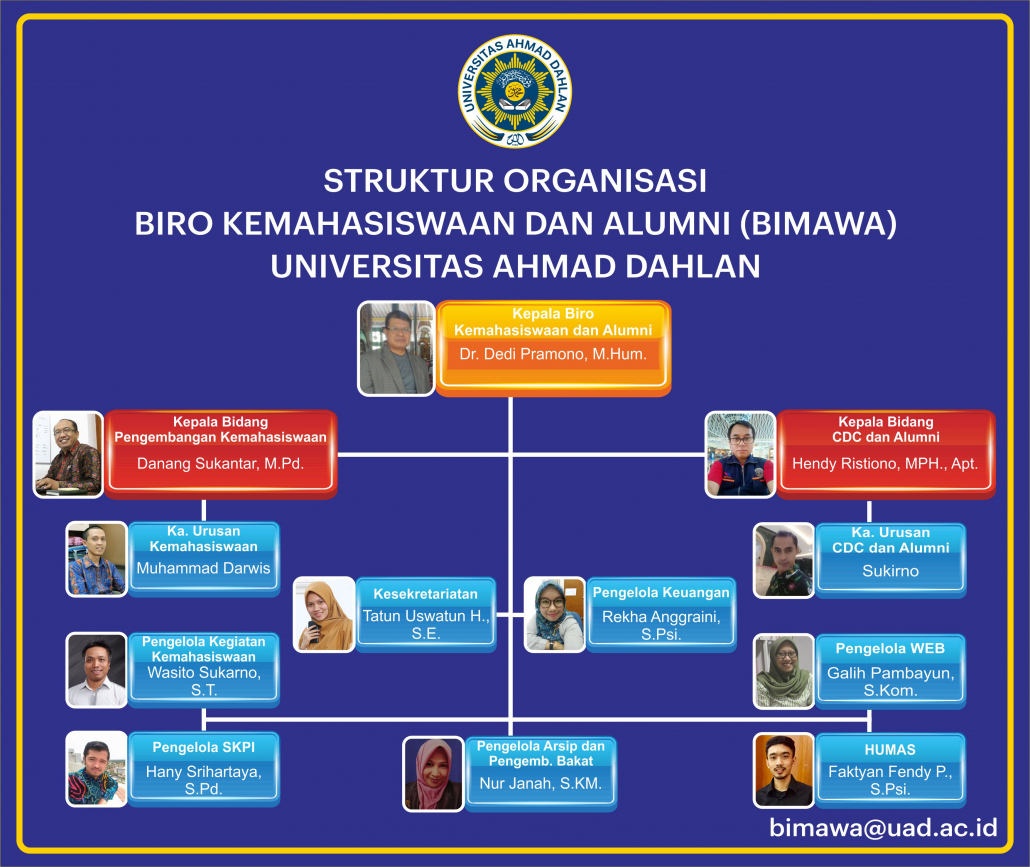 UNIVERSITAS AHMAD DAHLAN
STRUKTUR ORGANISASI
BIRO KEMAHASISWAAN DAN ALUMNI (BIMAWA)
UNIVERSITAS AHMAD DAHLAN
Kepala Biro
Kemahasiswaan dan Alumni
Dr. Dedi Pramono, M.Hum.
Kepala Bidang
Pengembangan Kemahasiswaan
Danang Sukantar, M.Pd.
Kepala Bidang
CDC dan Alumni
Hendy Ristiono, MPH., Apt.
Ka. Urusan
Kemahasiswaan
Muhammad Darwis
Ka. Urusan
CDC dan Alumni
Sukirno
Kesekretariatan
Tatun Uswatun H.,
S.E.
Pengelola Keuangan
Rekha Anggraini,
S.Psi.
Pengelola Kegiatan
Kemahasiswaan
Wasito Sukarno,
S.T.
Pengelola WEB
Galih Pambayun,
S.Kom.
Pengelola SKPI
Hany Srihartaya,
S.Pd.
Pengelola Arsip dan
Pengemb. Bakat
Nur Janah, S.KM.
HUMAS
Faktyan Fendy P.,
S.Psi.
bimawa@uad.ac.id